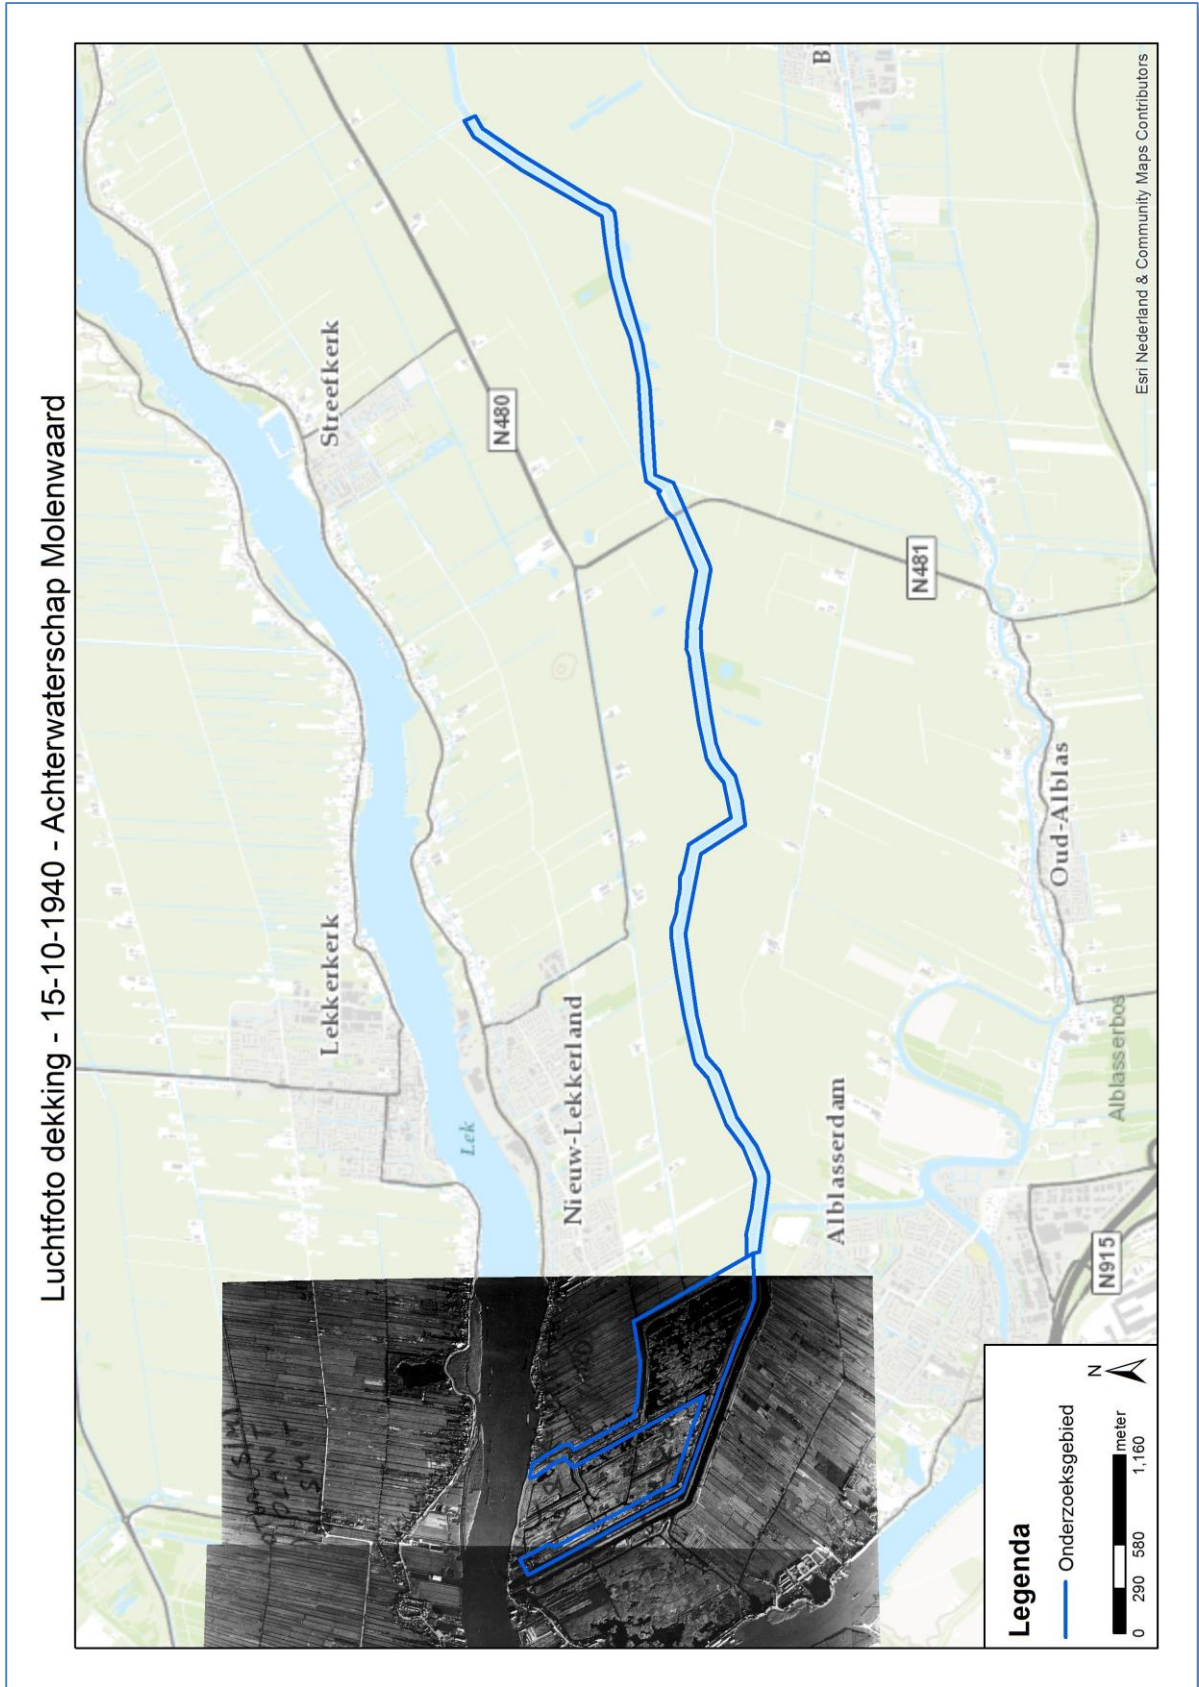 Luchtfoto dekking - 15-10-1940 - Achterwaterschap Molenwaard
Streefkerk
Lekkerkerk
N480
Lek
Nieuw-Lekkerland
N481
Oud-Alblas
Alblasserdam
Alblasserbos
N915
B
Esri Nederland & Community Maps Contributors
Legenda
Onderzoeksgebied
N
0 290 580 1,160
meter